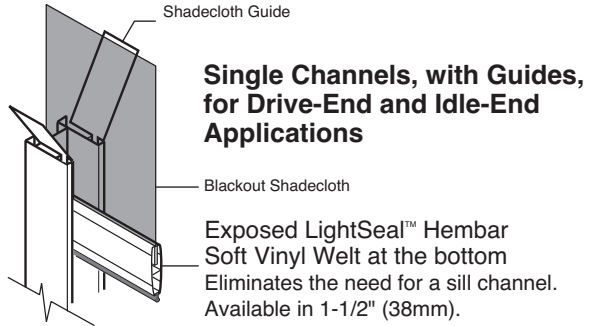 Shadecloth Guide
Single Channels, with Guides,
for Drive-End and Idle-End
Applications
Blackout Shadecloth
Exposed LightSeal™ Hembar
Soft Vinyl Welt at the bottom
Eliminates the need for a sill channel.
Available in 1-1/2" (38mm).